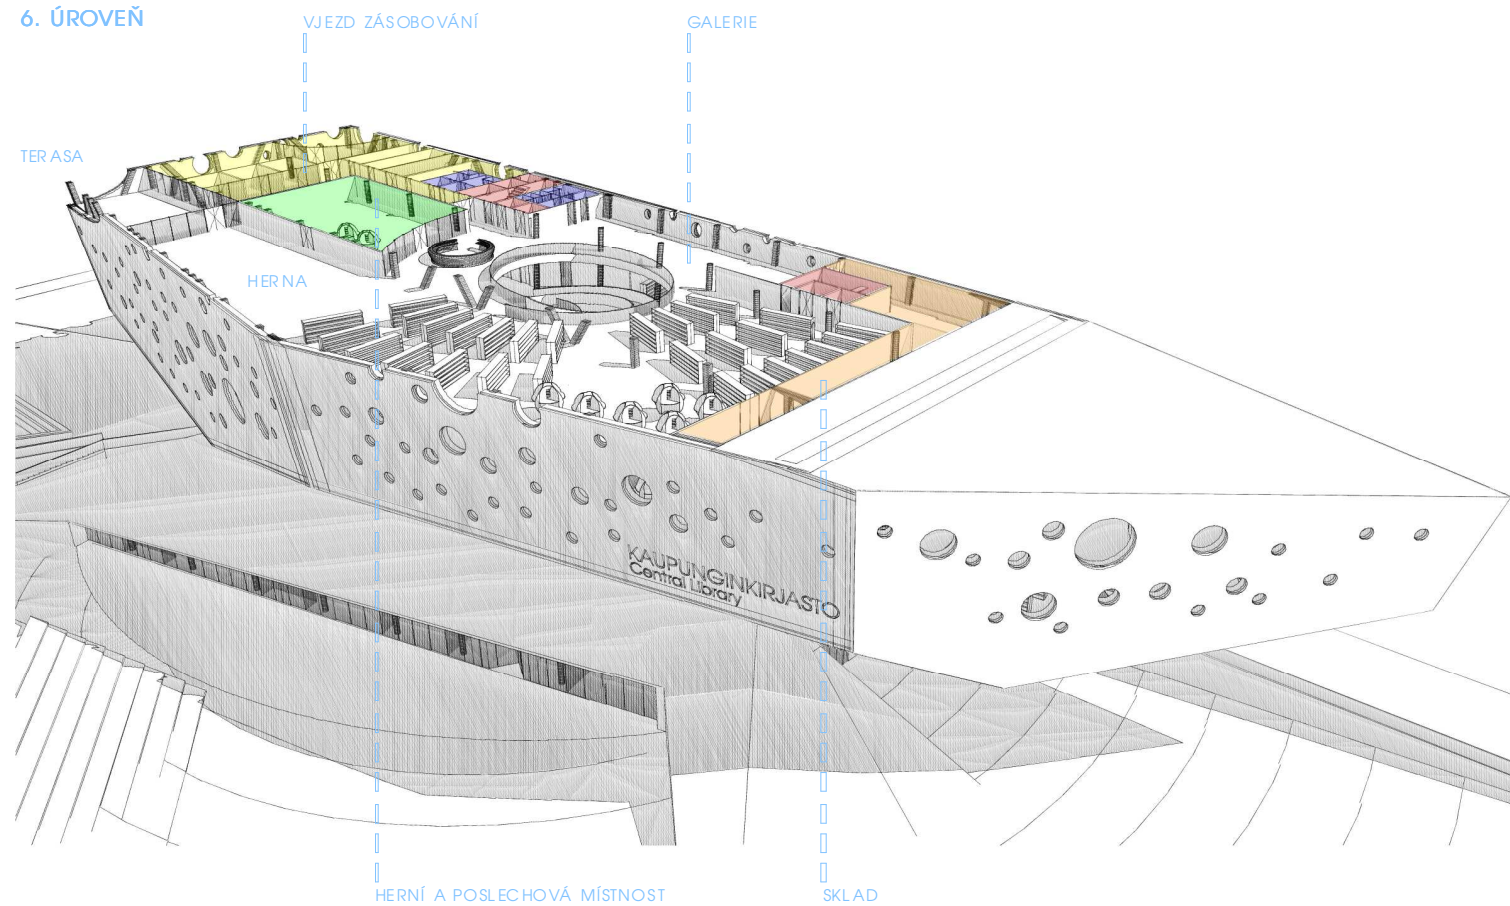 6. ÚROVEŇ
VJEZD ZÁSOBOVÁNÍ
GALERIE
TERASA
HERNA
KAUPUNGINKIRJASTO
Central Library
HERNÍ A POSLECHOVÁ MÍSTNOST
SKLAD